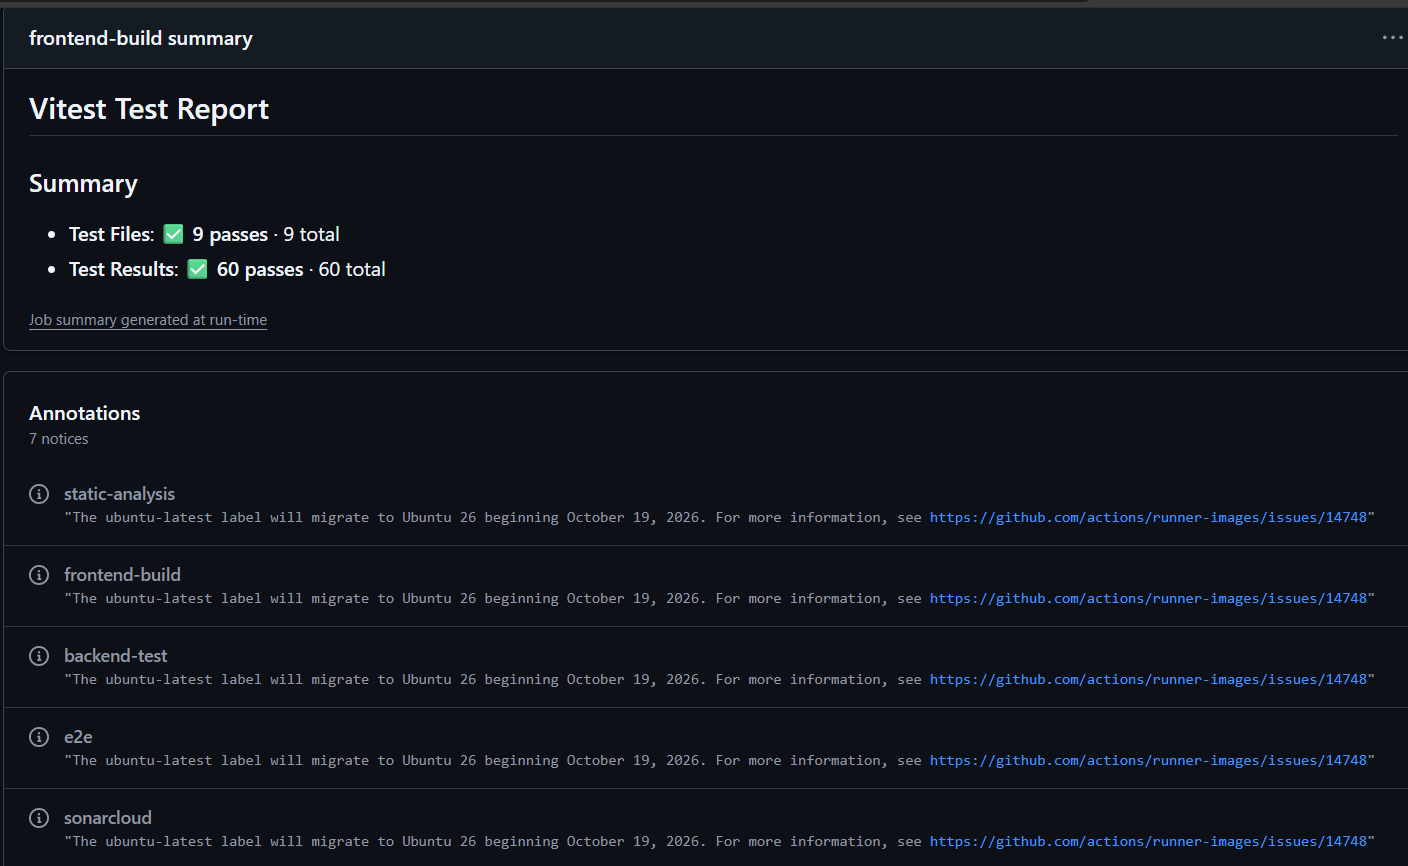 frontend-build summary
Vitest Test Report
Summary
• Test Files: ✅ 9 passes · 9 total
• Test Results: ✅ 60 passes · 60 total
Job summary generated at run-time
Annotations
7 notices
static-analysis
"The ubuntu-latest label will migrate to Ubuntu 26 beginning October 19, 2026. For more information, see https://github.com/actions/runner-images/issues/14748"
frontend-build
"The ubuntu-latest label will migrate to Ubuntu 26 beginning October 19, 2026. For more information, see https://github.com/actions/runner-images/issues/14748"
backend-test
"The ubuntu-latest label will migrate to Ubuntu 26 beginning October 19, 2026. For more information, see https://github.com/actions/runner-images/issues/14748"
e2e
"The ubuntu-latest label will migrate to Ubuntu 26 beginning October 19, 2026. For more information, see https://github.com/actions/runner-images/issues/14748"
sonarcloud
"The ubuntu-latest label will migrate to Ubuntu 26 beginning October 19, 2026. For more information, see https://github.com/actions/runner-images/issues/14748"